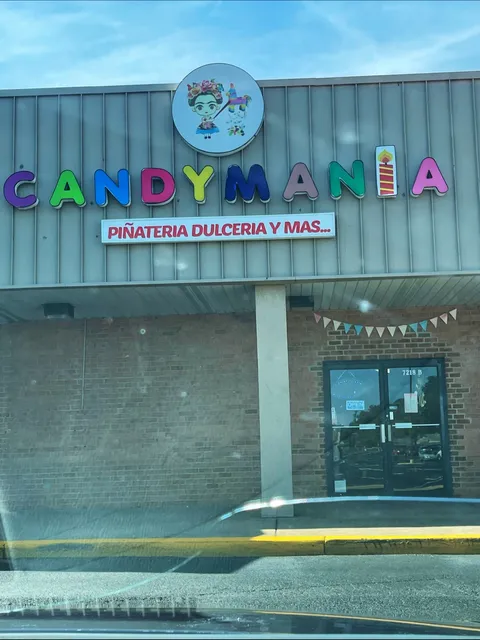 CANDYMANIA
PIÑATERIA DULCERIA Y MAS...
7218 B